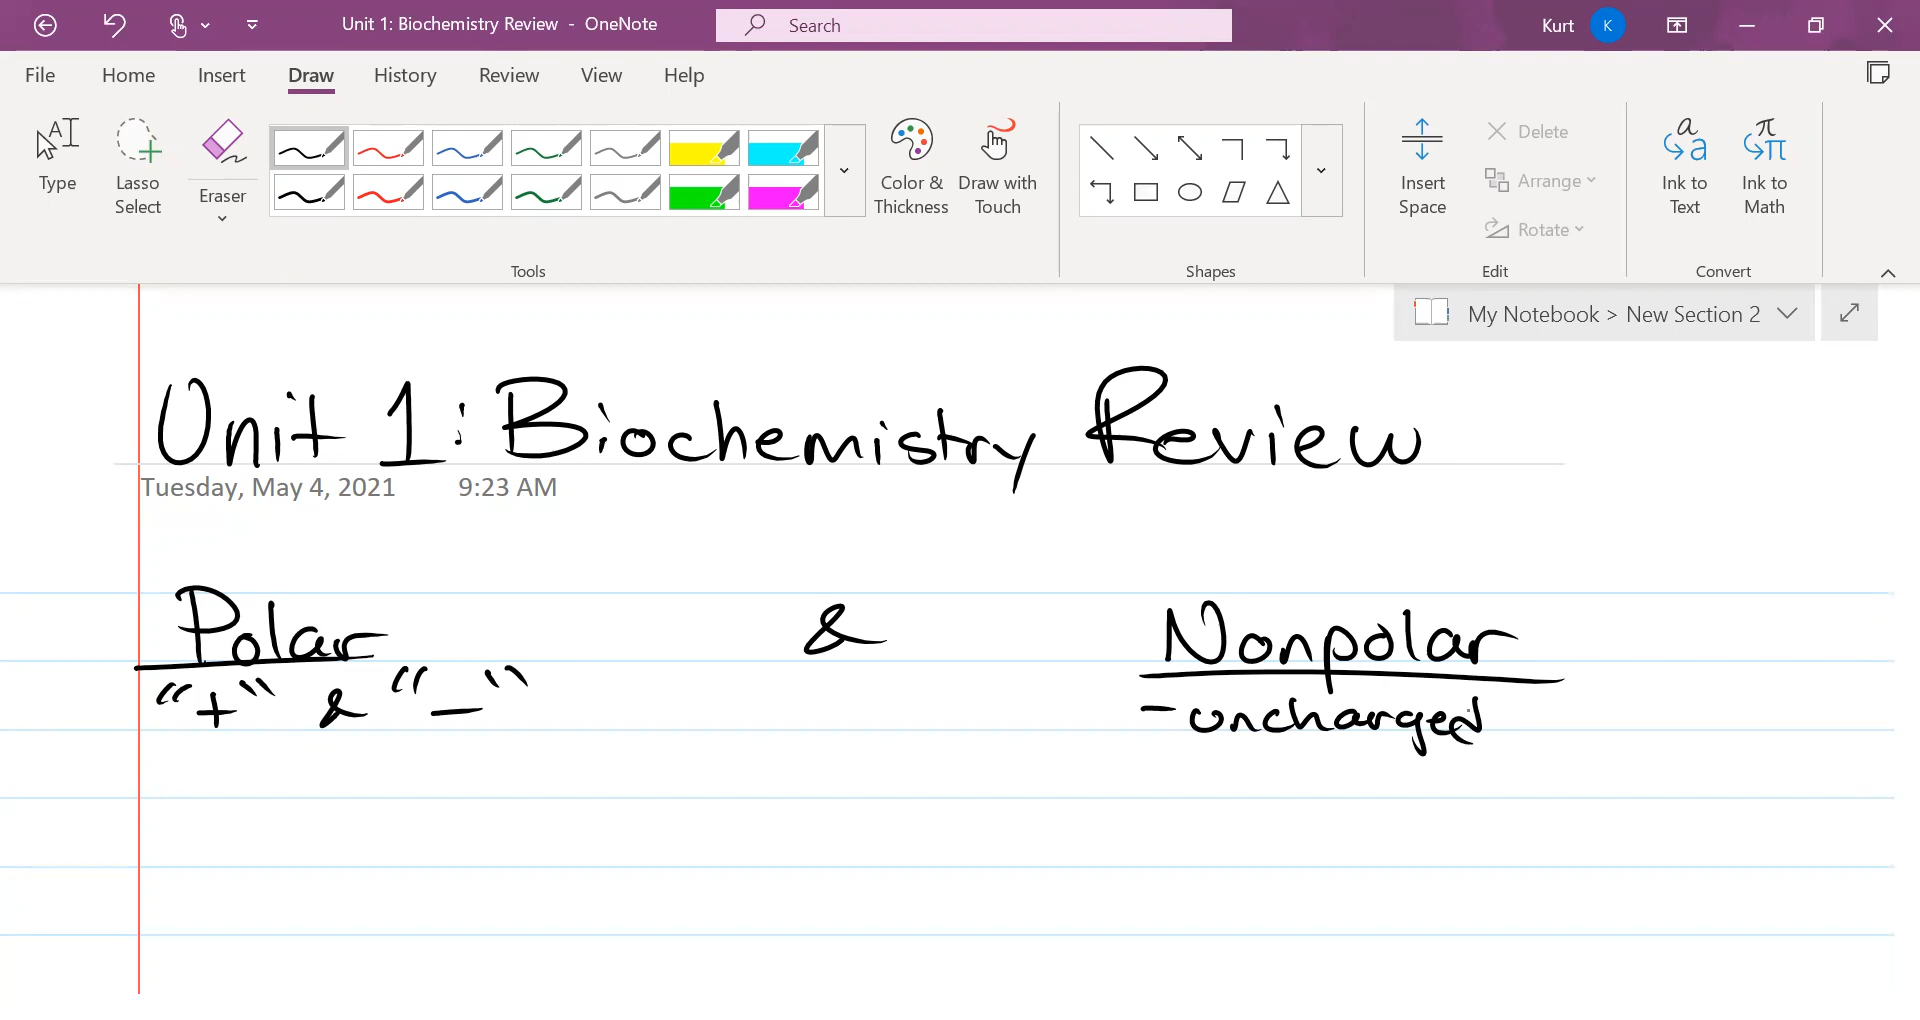 Unit 1: Biochemistry Review - OneNote
Search
Kurt K
File Home Insert Draw History Review View Help
Type
Lasso Select
Eraser
Color & Thickness
Draw with Touch
Insert Space
Delete
Arrange
Rotate
Ink to Text
Ink to Math
Tools Shapes Edit Convert
My Notebook > New Section 2
Unit 1: Biochemistry Review
Tuesday, May 4, 2021 9:23 AM
Polar & Nonpolar
"+" & "-" - uncharged